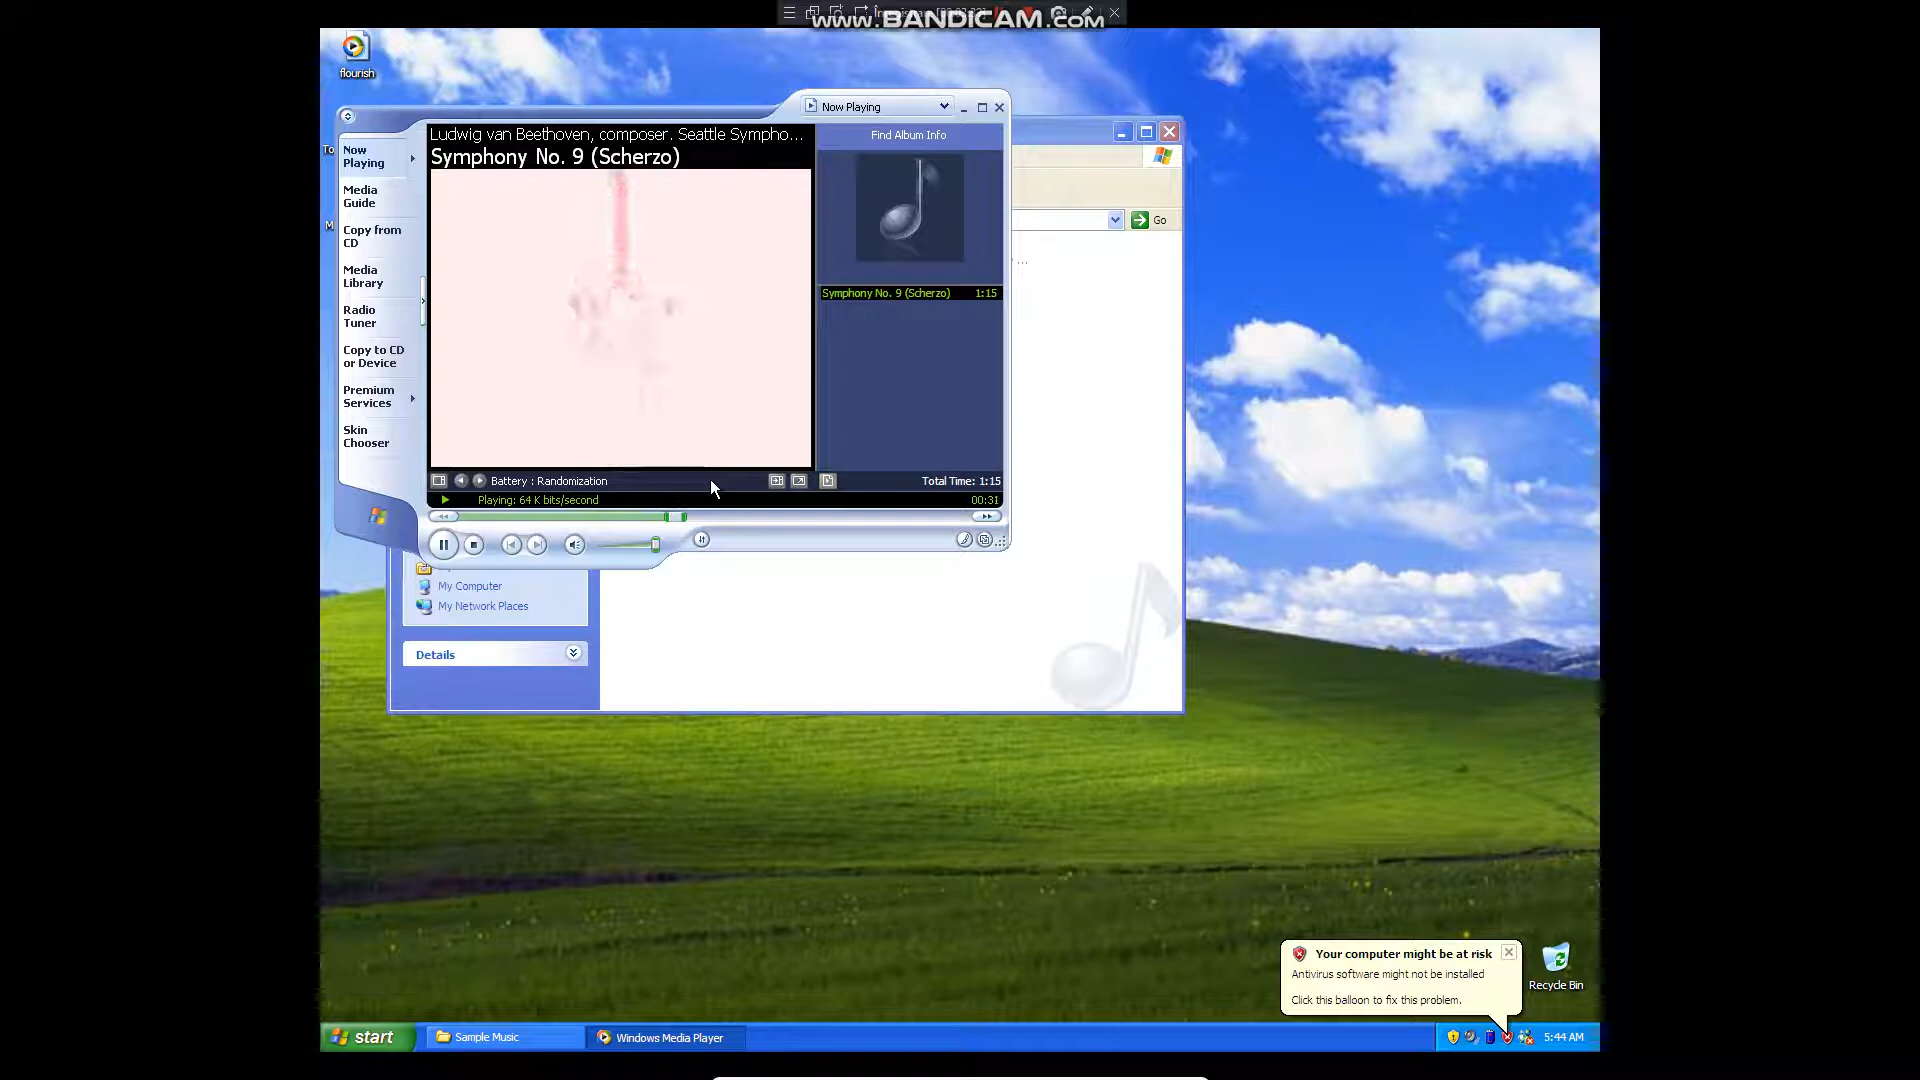 www.BANDICAM.com
flourish
Now Playing
Ludwig van Beethoven, composer. Seattle Sympho...
Symphony No. 9 (Scherzo)
Find Album Info
To
M
Now
Playing
Media
Guide
Copy from
CD
Media
Library
Radio
Tuner
Copy to CD
or Device
Premium
Services
Skin
Chooser
Go
...
Symphony No. 9 (Scherzo) 1:15
Battery : Randomization
Total Time: 1:15
Playing: 64 K bits/second
00:31
My Computer
My Network Places
Details
Your computer might be at risk
Antivirus software might not be installed
Click this balloon to fix this problem.
Recycle Bin
start
Sample Music
Windows Media Player
5:44 AM